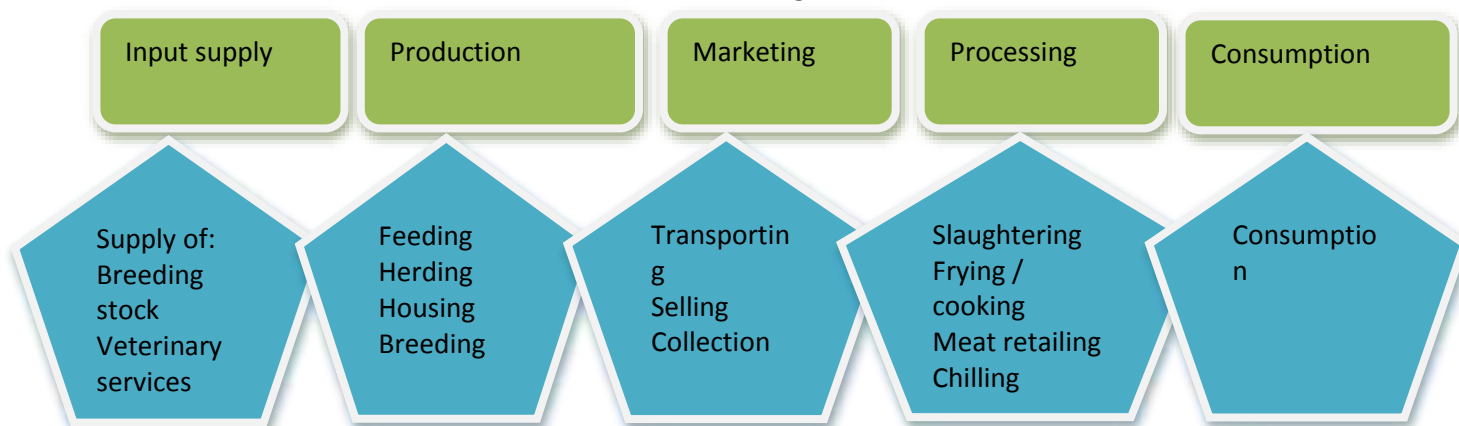 Input supply
Production
Marketing
Processing
Consumption
Supply of:
Breeding
stock
Veterinary
services
Feeding
Herding
Housing
Breeding
Transportin
g
Selling
Collection
Slaughtering
Frying /
cooking
Meat retailing
Chilling
Consumptio
n